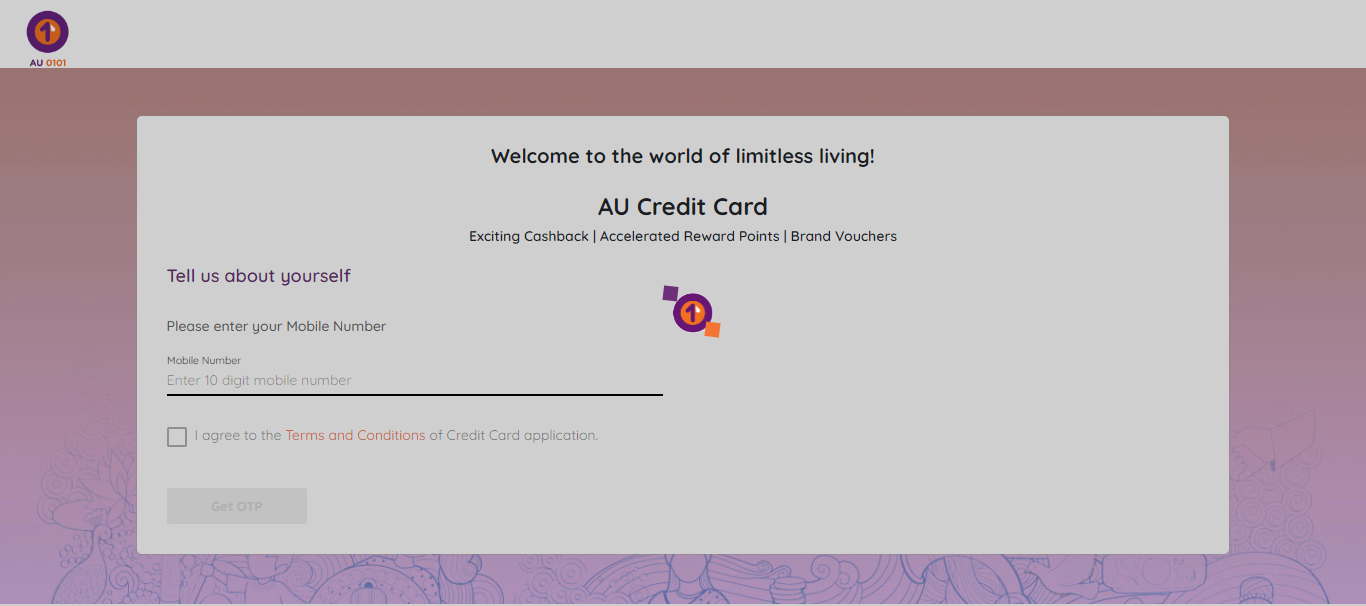 AU 0101
Welcome to the world of limitless living!
AU Credit Card
Exciting Cashback | Accelerated Reward Points | Brand Vouchers
Tell us about yourself
Please enter your Mobile Number
Mobile Number
Enter 10 digit mobile number
I agree to the Terms and Conditions of Credit Card application.
Get OTP